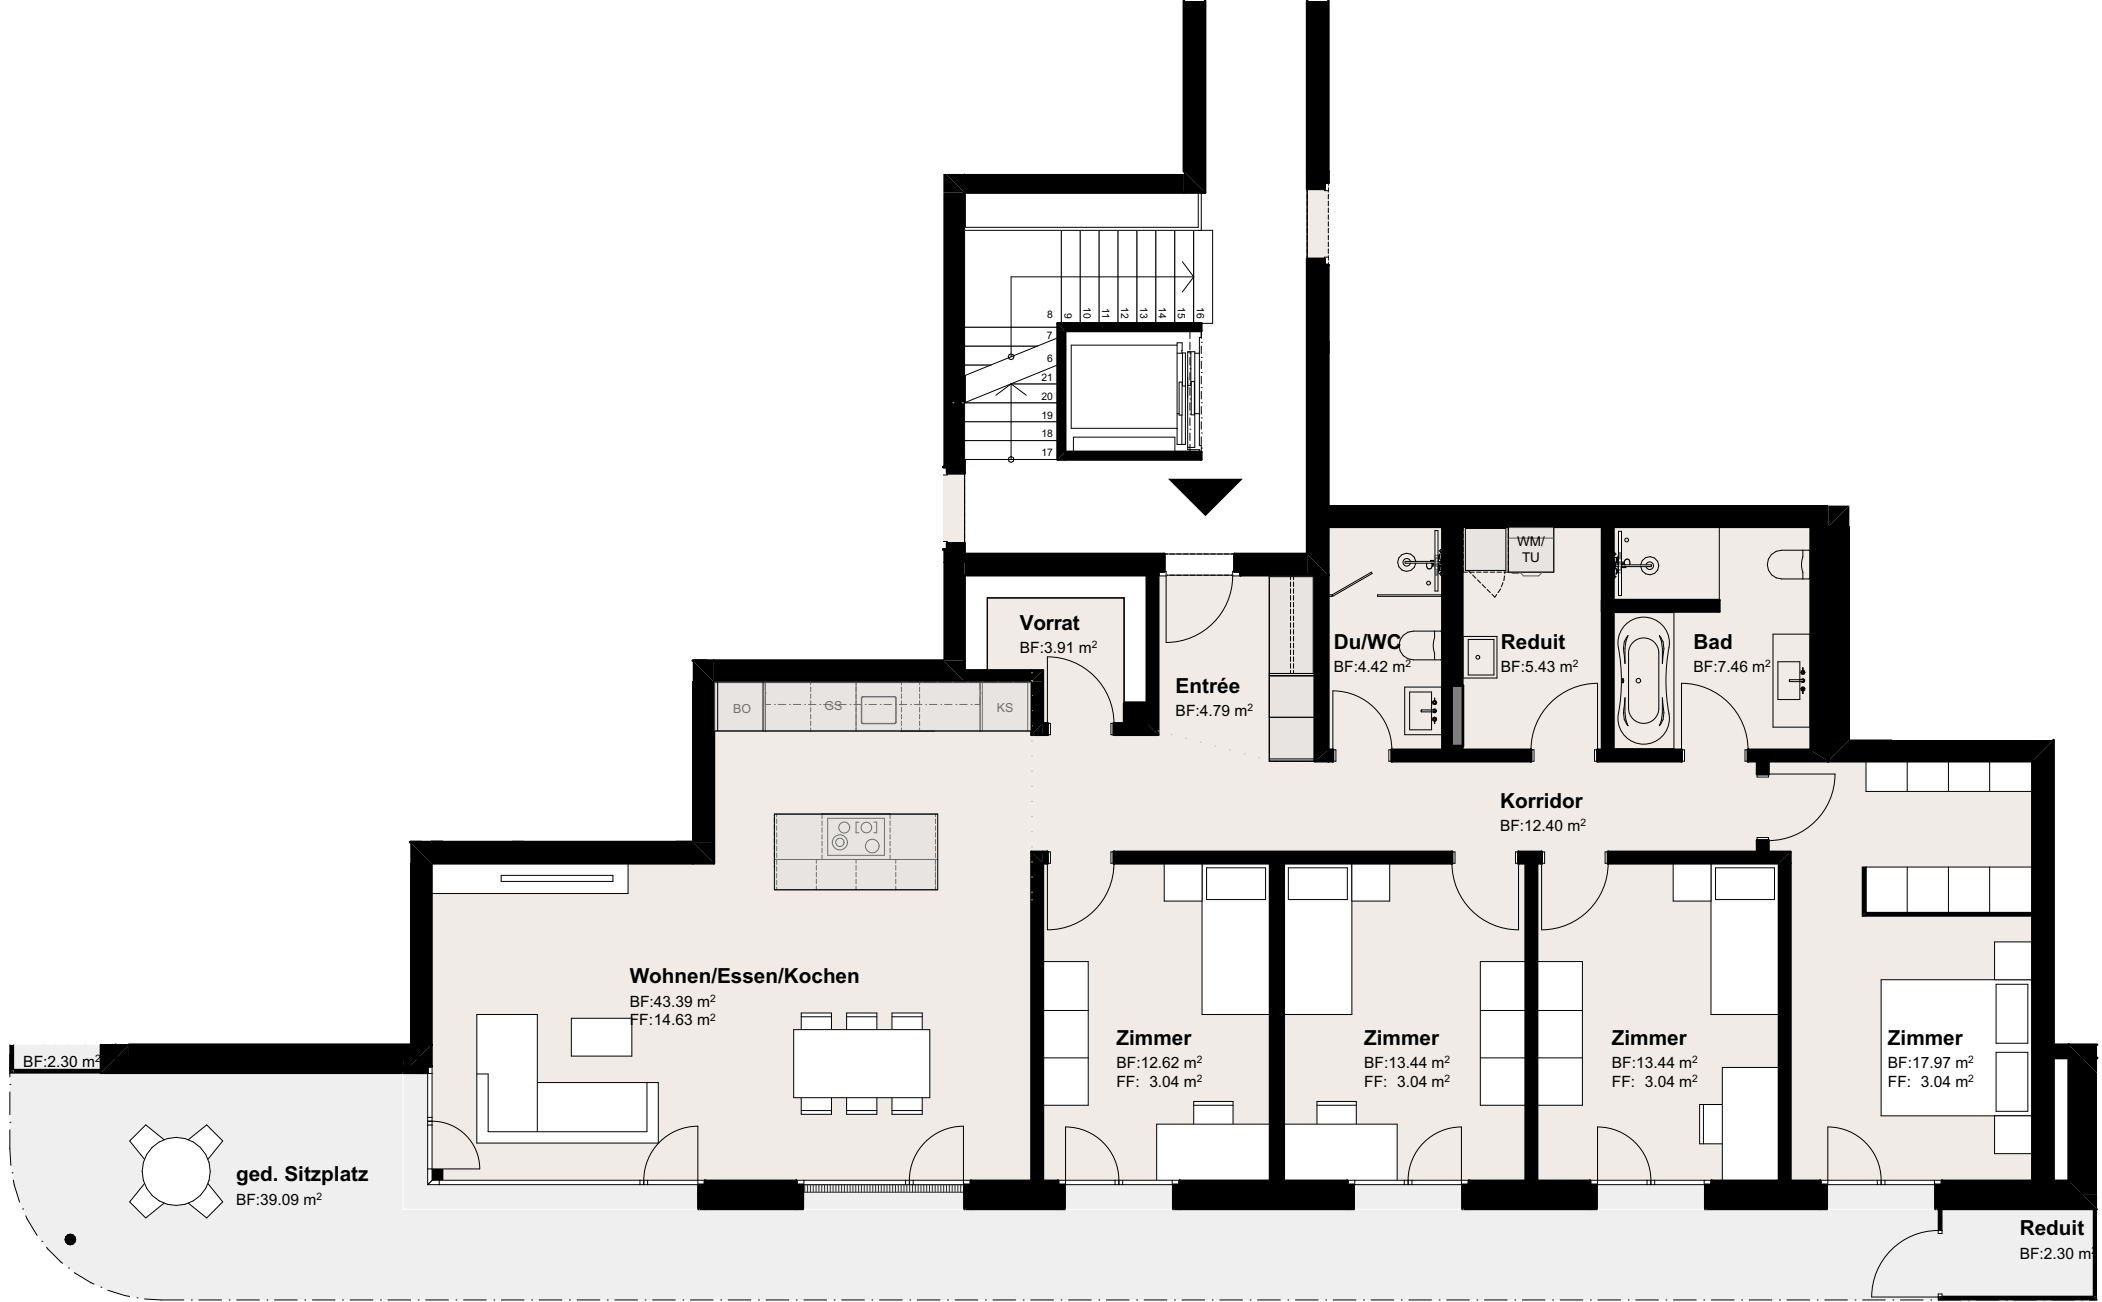 8
9
10
11
12
13
14
15
16
7
6
21
20
19
18
17
WM/
TU
Vorrat
BF:3.91 m²
Du/WC
BF:4.42 m²
Reduit
BF:5.43 m²
Bad
BF:7.46 m²
Entrée
BF:4.79 m²
BO
GS
KS
Korridor
BF:12.40 m²
Wohnen/Essen/Kochen
BF:43.39 m²
FF:14.63 m²
Zimmer
BF:12.62 m²
FF: 3.04 m²
Zimmer
BF:13.44 m²
FF: 3.04 m²
Zimmer
BF:13.44 m²
FF: 3.04 m²
Zimmer
BF:17.97 m²
FF: 3.04 m²
BF:2.30 m²
ged. Sitzplatz
BF:39.09 m²
Reduit
BF:2.30 m²